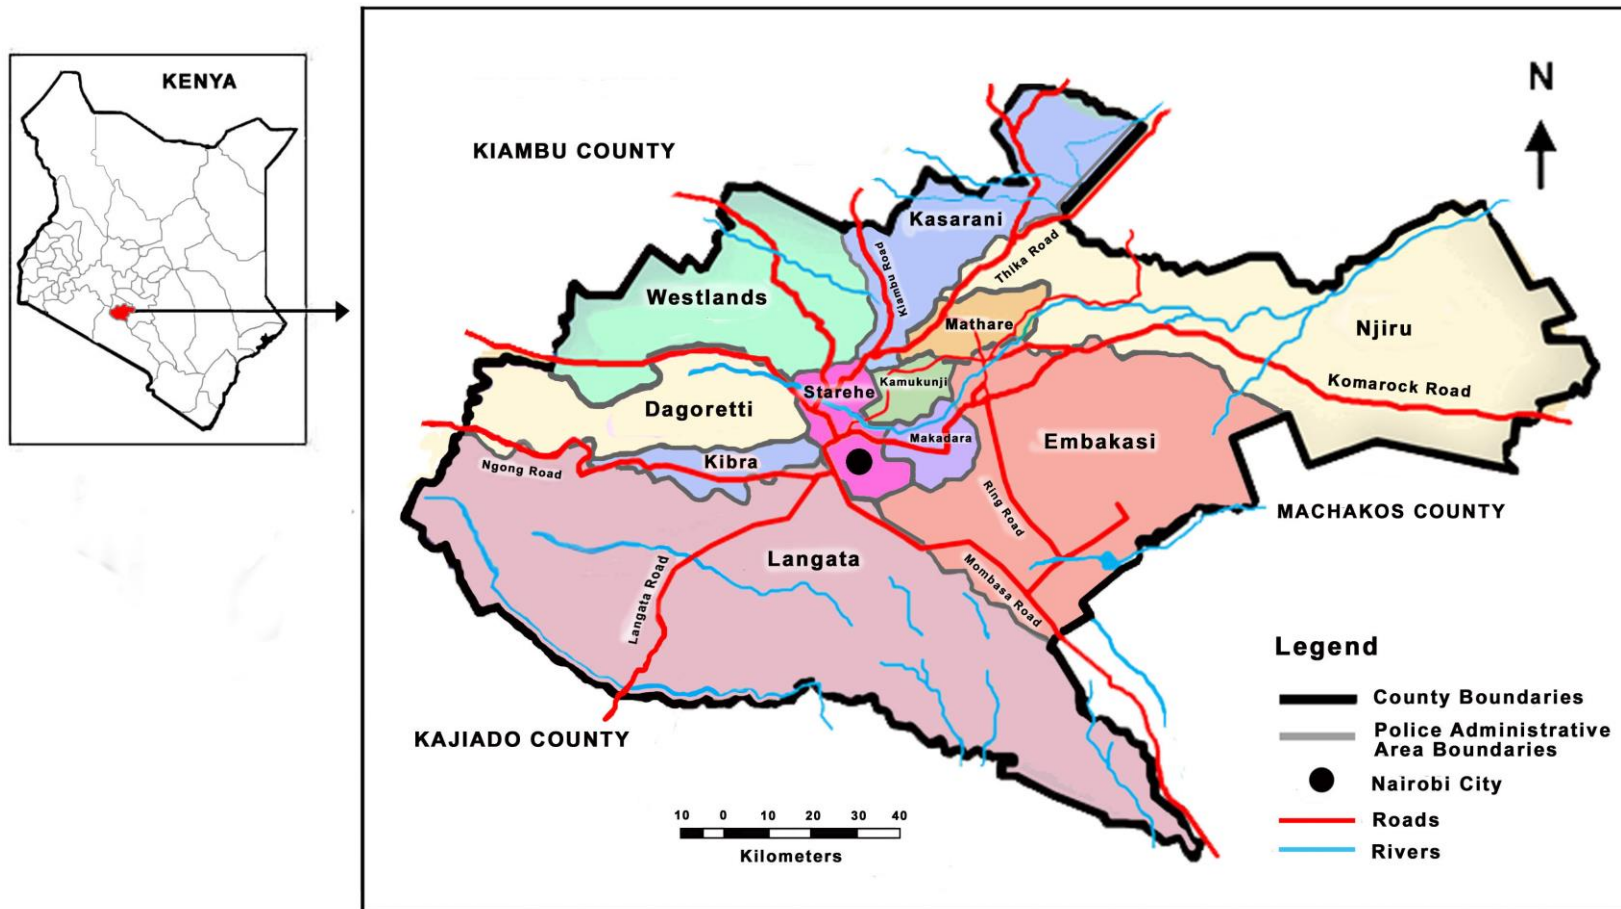 KENYA
N
KIAMBU COUNTY
Kasarani
Kiambu Road
Thika Road
Westlands
Mathare
Njiru
Kamukunji
Starehe
Komarock Road
Dagoretti
Makadara
Embakasi
Kibra
Ngong Road
Ring Road
MACHAKOS COUNTY
Langata
Langata Road
Mombasa Road
KAJIADO COUNTY
10 0 10 20 30 40
Kilometers
Legend
County Boundaries
Police Administrative
Area Boundaries
Nairobi City
Roads
Rivers